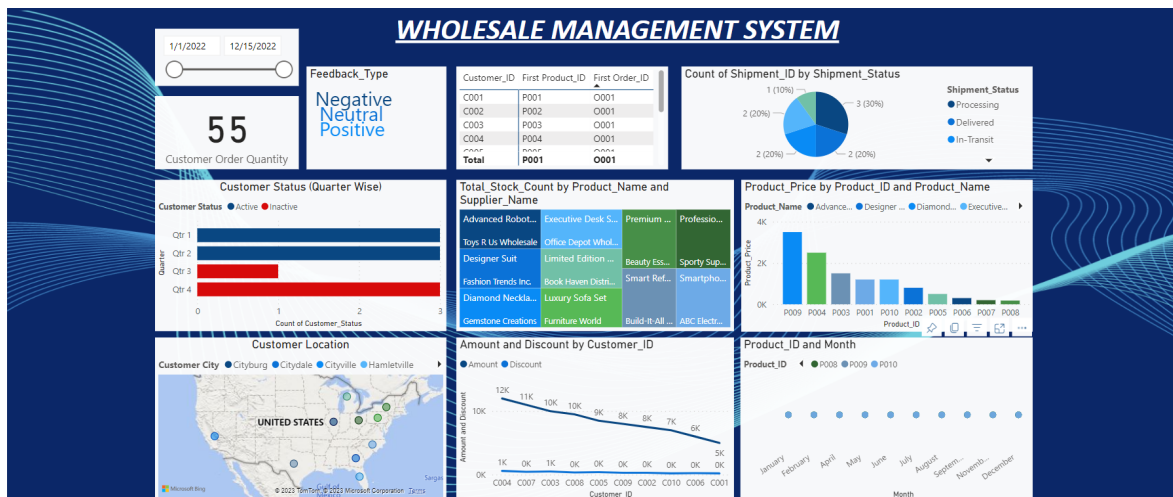 WHOLESALE MANAGEMENT SYSTEM
1/1/2022 12/15/2022
55
Customer Order Quantity
Feedback_Type
Negative
Neutral
Positive
Customer_ID First Product_ID First Order_ID
C001 P001 O001
C002 P002 O002
C003 P003 O003
C004 P004 O004
Total P001 O001
Count of Shipment_ID by Shipment_Status
1 (10%)
3 (30%)
2 (20%)
2 (20%)
2 (20%)
Shipment_Status
Processing
Delivered
In-Transit
Customer Status (Quarter Wise)
Customer Status Active Inactive
Quarter
Qtr 1
Qtr 2
Qtr 3
Qtr 4
0 1 2 3
Count of Customer_Status
Total_Stock_Count by Product_Name and
Supplier_Name
Advanced Robot...
Toys R Us Wholesale
Executive Desk S...
Office Depot Whol...
Premium ...
Beauty Ess...
Professio...
Sporty Sup...
Designer Suit
Fashion Trends Inc.
Limited Edition ...
Book Haven Distri...
Smart Ref...
Build-It-All ...
Smartpho...
ABC Electr...
Diamond Neckla...
Gemstone Creations
Luxury Sofa Set
Furniture World
Product_Price by Product_ID and Product_Name
Product_Name Advance... Designer ... Diamond... Executive...
Product_Price
4K
2K
0K
P009 P004 P003 P001 P010 P002 P005 P006 P007 P008
Product_ID
Customer Location
Customer City Cityburg Citydale Cityville Hamletville
UNITED STATES
Gulf of
Mexico
Sargas
Microsoft Bing
© 2023 TomTom, © 2023 Microsoft Corporation Terms
Amount and Discount by Customer_ID
Amount Discount
Amount and Discount
10K
0K
12K 11K 10K 10K 9K 8K 8K 7K 6K 5K
1K 0K 1K 0K 0K 0K 0K 0K 0K 0K
C004 C007 C003 C008 C005 C009 C002 C010 C006 C001
Customer_ID
Product_ID and Month
Product_ID P008 P009 P010
January February April May June July August Septem... Novemb... December
Month